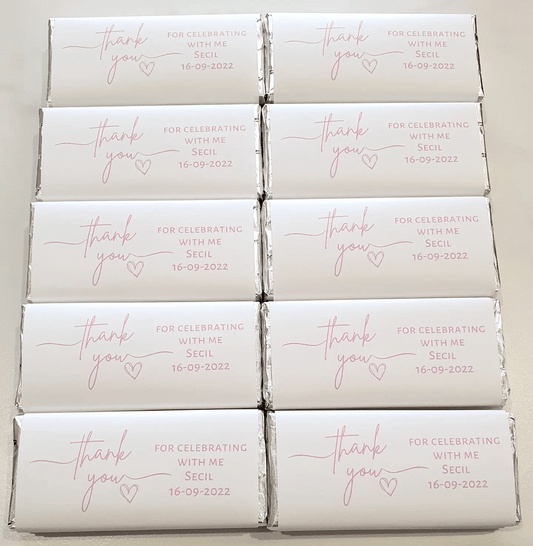 thank
you
FOR CELEBRATING
WITH ME
SECIL
16-09-2022
thank
you
FOR CELEBRATING
WITH ME
SECIL
16-09-2022
thank
you
FOR CELEBRATING
WITH ME
SECIL
16-09-2022
thank
you
FOR CELEBRATING
WITH ME
SECIL
16-09-2022
thank
you
FOR CELEBRATING
WITH ME
SECIL
16-09-2022
thank
you
FOR CELEBRATING
WITH ME
SECIL
16-09-2022
thank
you
FOR CELEBRATING
WITH ME
SECIL
16-09-2022
thank
you
FOR CELEBRATING
WITH ME
SECIL
16-09-2022
thank
you
FOR CELEBRATING
WITH ME
SECIL
16-09-2022
thank
you
FOR CELEBRATING
WITH ME
SECIL
16-09-2022